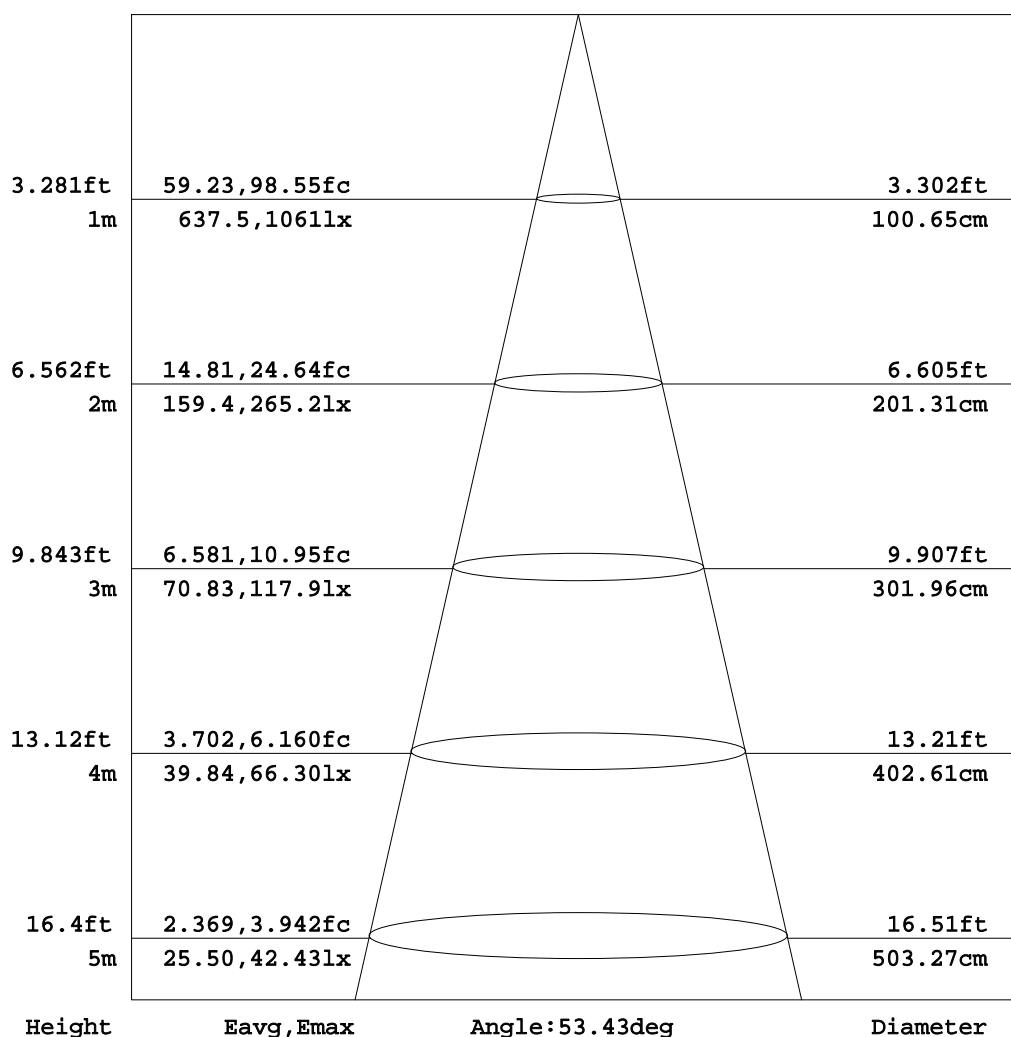 3.281ft 59.23,98.55fc 3.302ft
1m 637.5,1061lx 100.65cm
6.562ft 14.81,24.64fc 6.605ft
2m 159.4,265.2lx 201.31cm
9.843ft 6.581,10.95fc 9.907ft
3m 70.83,117.9lx 301.96cm
13.12ft 3.702,6.160fc 13.21ft
4m 39.84,66.30lx 402.61cm
16.4ft 2.369,3.942fc 16.51ft
5m 25.50,42.43lx 503.27cm
Height Eavg,Emax Angle:53.43deg Diameter